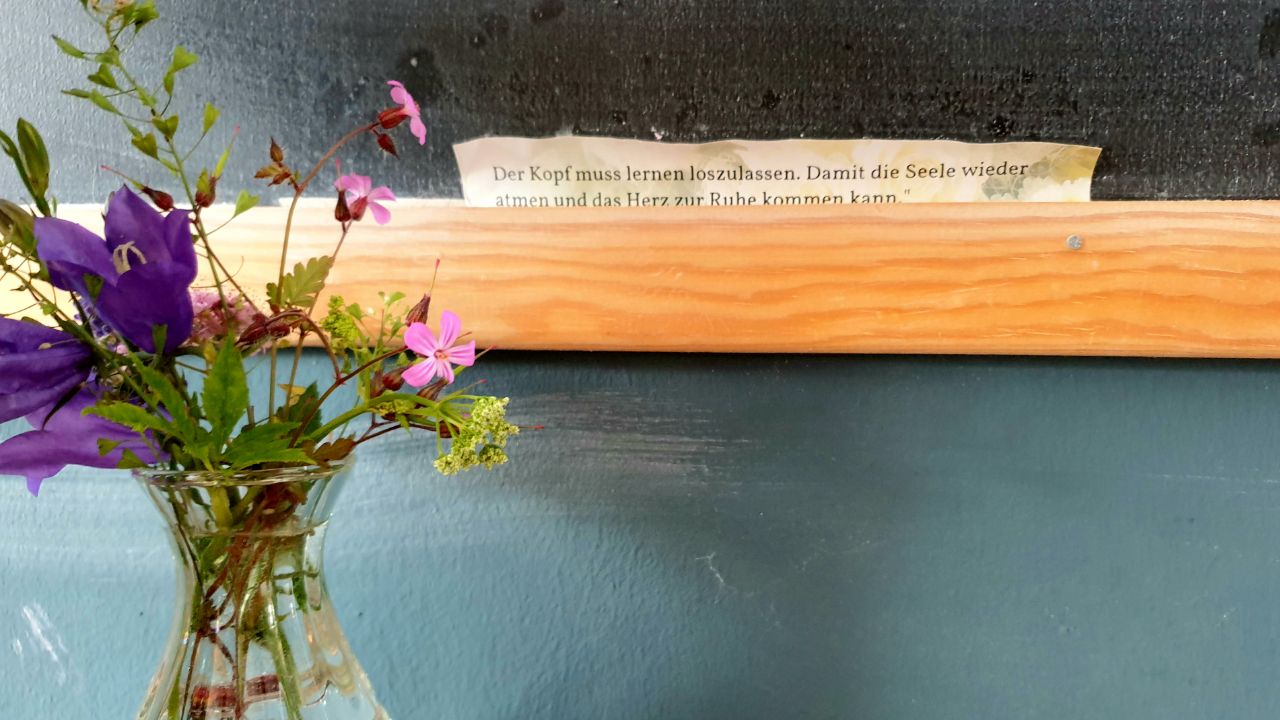 Der Kopf muss lernen loszulassen. Damit die Seele wieder
atmen und das Herz zur Ruhe kommen kann."